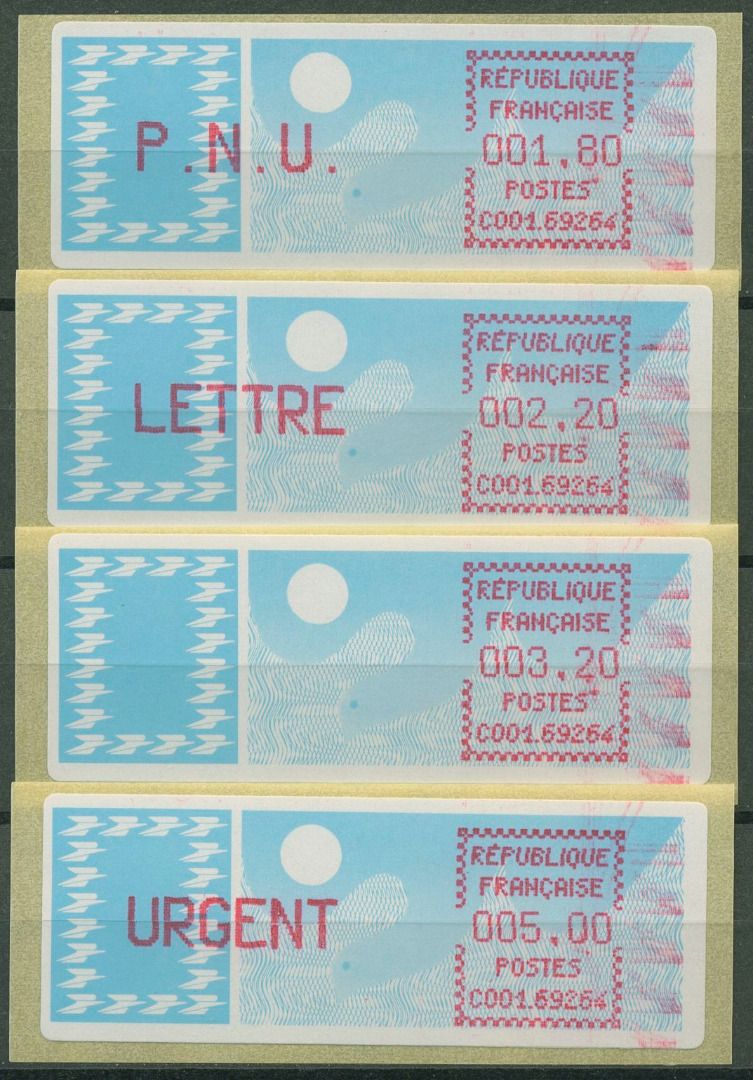 P.N.U.
RÉPUBLIQUE
FRANÇAISE
001,80
POSTES
C001.69264
LETTRE
RÉPUBLIQUE
FRANÇAISE
002,20
POSTES
C001.69264
RÉPUBLIQUE
FRANÇAISE
003,20
POSTES
C001.69264
URGENT
RÉPUBLIQUE
FRANÇAISE
005,00
POSTES
C001.69264